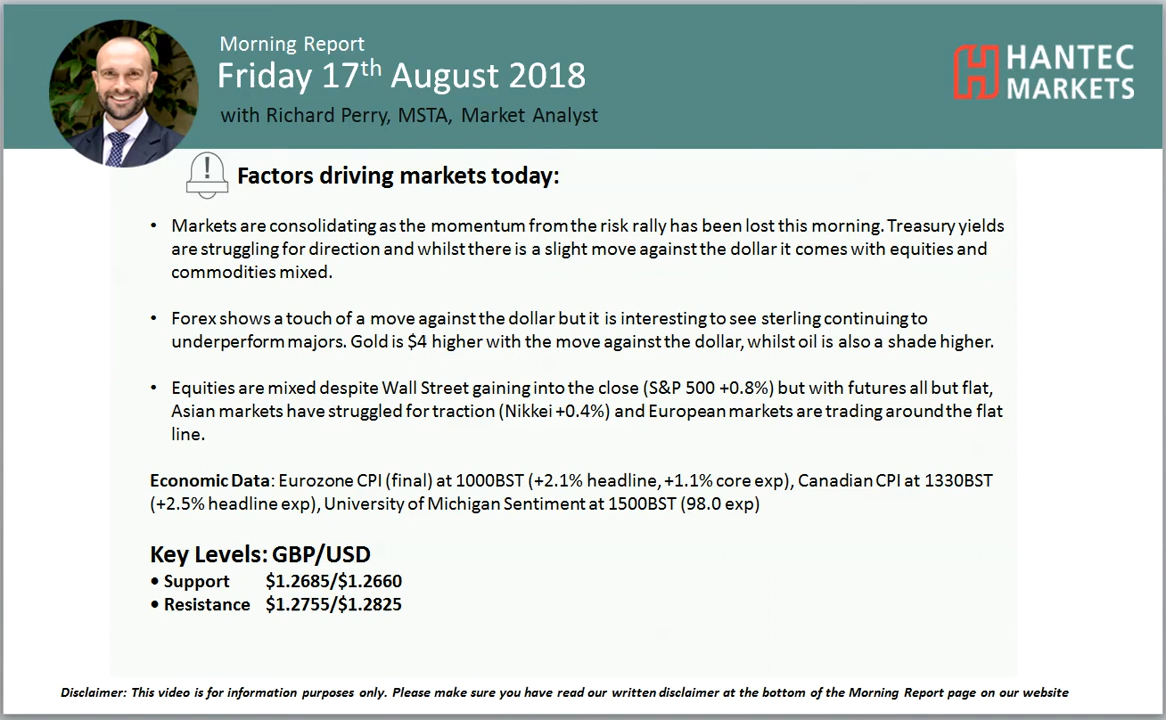 Morning Report
Friday 17th August 2018
with Richard Perry, MSTA, Market Analyst
HANTEC
MARKETS
!
Factors driving markets today:
• Markets are consolidating as the momentum from the risk rally has been lost this morning. Treasury yields
are struggling for direction and whilst there is a slight move against the dollar it comes with equities and
commodities mixed.
• Forex shows a touch of a move against the dollar but it is interesting to see sterling continuing to
underperform majors. Gold is $4 higher with the move against the dollar, whilst oil is also a shade higher.
• Equities are mixed despite Wall Street gaining into the close (S&P 500 +0.8%) but with futures all but flat,
Asian markets have struggled for traction (Nikkei +0.4%) and European markets are trading around the flat
line.
Economic Data: Eurozone CPI (final) at 1000BST (+2.1% headline, +1.1% core exp), Canadian CPI at 1330BST
(+2.5% headline exp), University of Michigan Sentiment at 1500BST (98.0 exp)
Key Levels: GBP/USD
• Support $1.2685/$1.2660
• Resistance $1.2755/$1.2825
Disclaimer: This video is for information purposes only. Please make sure you have read our written disclaimer at the bottom of the Morning Report page on our website